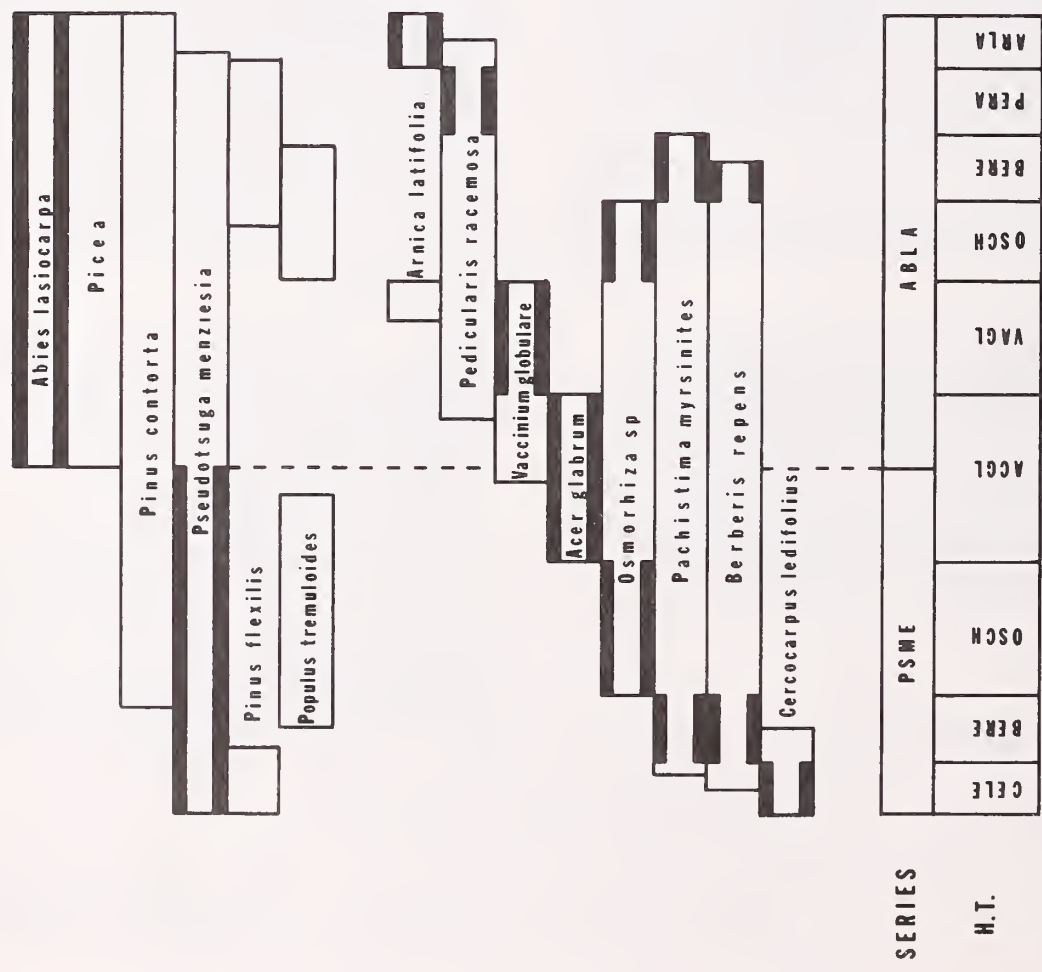 Abies lasiocarpa
Picea
Pinus contorta
Pseudotsuga menziesia
Pinus flexilis
Populus tremuloides
Arnica latifolia
Pedicularis racemosa
Vaccinium globulare
Acer glabrum
Osmorhiza sp
Pachistima myrsinites
Berberis repens
Cercocarpus ledifolius
SERIES
PSME
ABLA
H.T.
CELE
BERE
OSCH
ACGL
VAGL
OSCH
BERE
PERA
ARLA